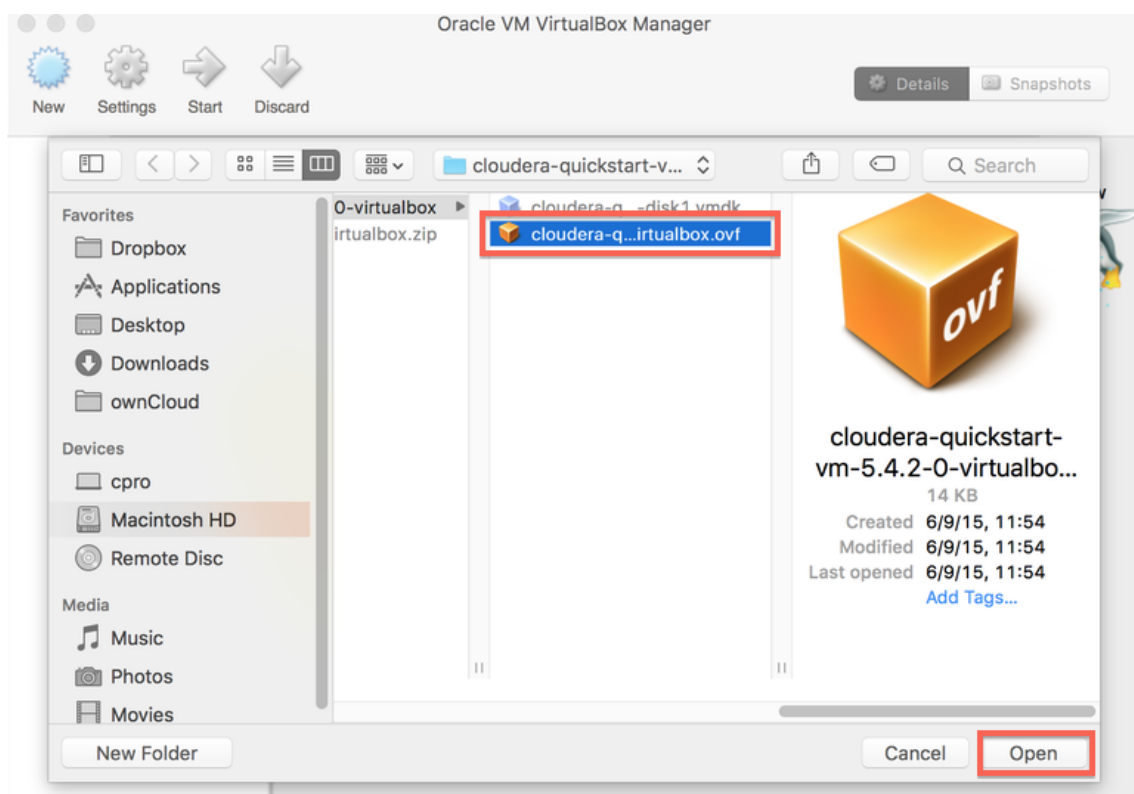 Oracle VM VirtualBox Manager
New Settings Start Discard
Details Snapshots
cloudera-quickstart-v...
Search
Favorites
Dropbox
Applications
Desktop
Downloads
ownCloud
Devices
cpro
Macintosh HD
Remote Disc
Media
Music
Photos
Movies
0-virtualbox
irtualbox.zip
cloudera-q...-disk1.vmdk
cloudera-q...irtualbox.ovf
ovf
cloudera-quickstart-
vm-5.4.2-0-virtualbo...
14 KB
Created 6/9/15, 11:54
Modified 6/9/15, 11:54
Last opened 6/9/15, 11:54
Add Tags...
New Folder
Cancel Open